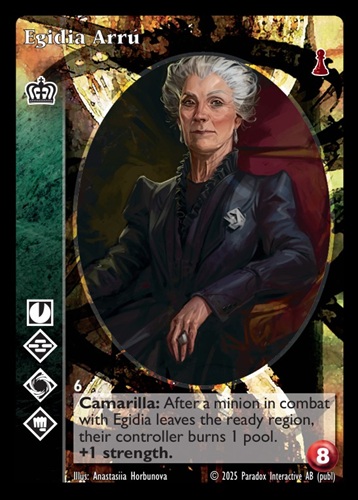 Egidia Arru
6
Camarilla: After a minion in combat
with Egidia leaves the ready region,
their controller burns 1 pool.
+1 strength.
8
Illus: Anastasiia Horbunova © 2025 Paradox Interactive AB (publ)